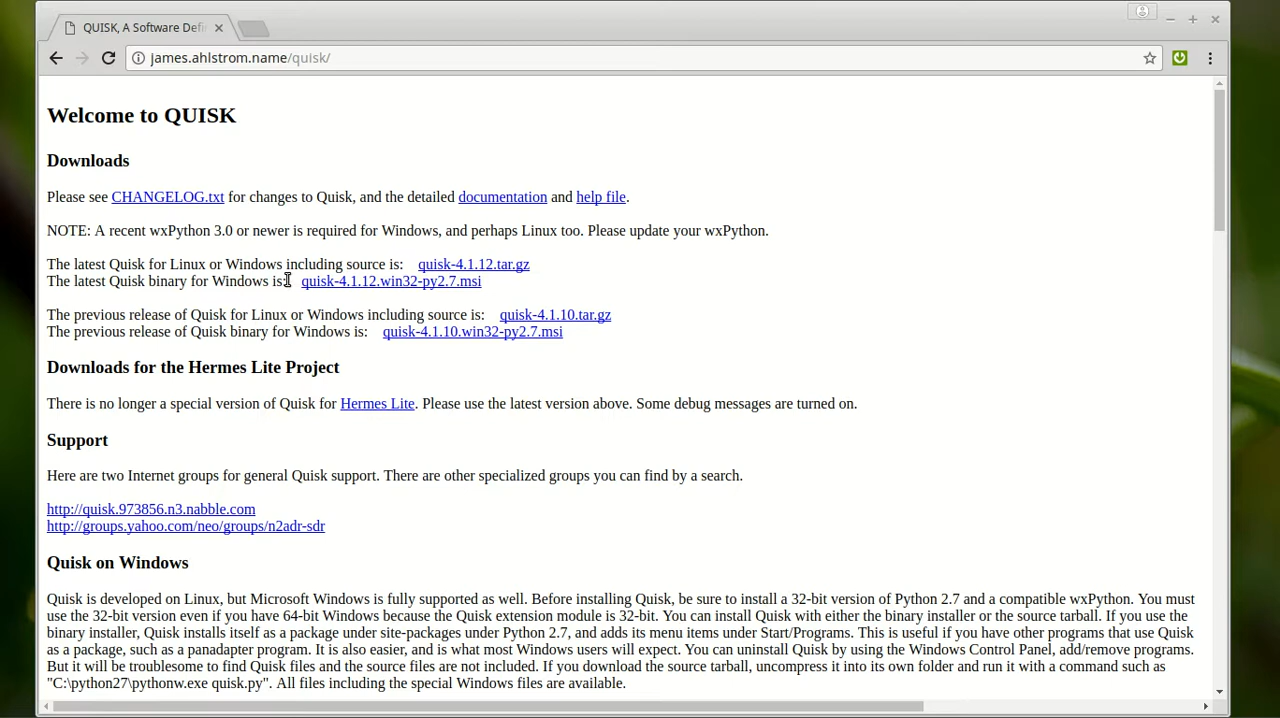 QUISK, A Software Defi
james.ahlstrom.name/quisk/
Welcome to QUISK
Downloads
Please see CHANGELOG.txt for changes to Quisk, and the detailed documentation and help file.
NOTE: A recent wxPython 3.0 or newer is required for Windows, and perhaps Linux too. Please update your wxPython.
The latest Quisk for Linux or Windows including source is: quisk-4.1.12.tar.gz
The latest Quisk binary for Windows is: quisk-4.1.12.win32-py2.7.msi
The previous release of Quisk for Linux or Windows including source is: quisk-4.1.10.tar.gz
The previous release of Quisk binary for Windows is: quisk-4.1.10.win32-py2.7.msi
Downloads for the Hermes Lite Project
There is no longer a special version of Quisk for Hermes Lite. Please use the latest version above. Some debug messages are turned on.
Support
Here are two Internet groups for general Quisk support. There are other specialized groups you can find by a search.
http://quisk.973856.n3.nabble.com
http://groups.yahoo.com/neo/groups/n2adr-sdr
Quisk on Windows
Quisk is developed on Linux, but Microsoft Windows is fully supported as well. Before installing Quisk, be sure to install a 32-bit version of Python 2.7 and a compatible wxPython. You must
use the 32-bit version even if you have 64-bit Windows because the Quisk extension module is 32-bit. You can install Quisk with either the binary installer or the source tarball. If you use the
binary installer, Quisk installs itself as a package under site-packages under Python 2.7, and adds its menu items under Start/Programs. This is useful if you have other programs that use Quisk
as a package, such as a panadapter program. It is also easier, and is what most Windows users will expect. You can uninstall Quisk by using the Windows Control Panel, add/remove programs.
But it will be troublesome to find Quisk files and the source files are not included. If you download the source tarball, uncompress it into its own folder and run it with a command such as
"C:\python27\pythonw.exe quisk.py". All files including the special Windows files are available.